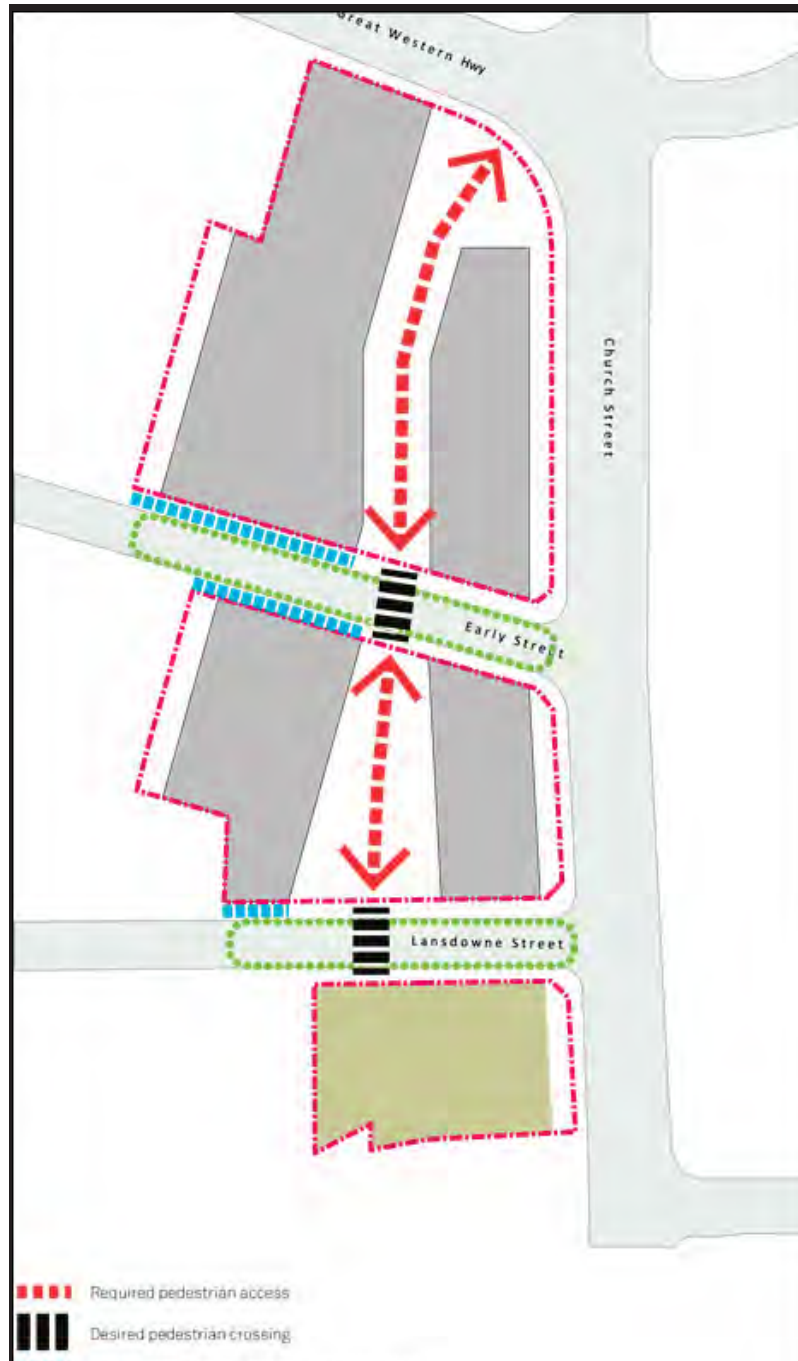 Great Western Hwy
Church Street
Early Street
Lansdowne Street
Required pedestrian access
Desired pedestrian crossing